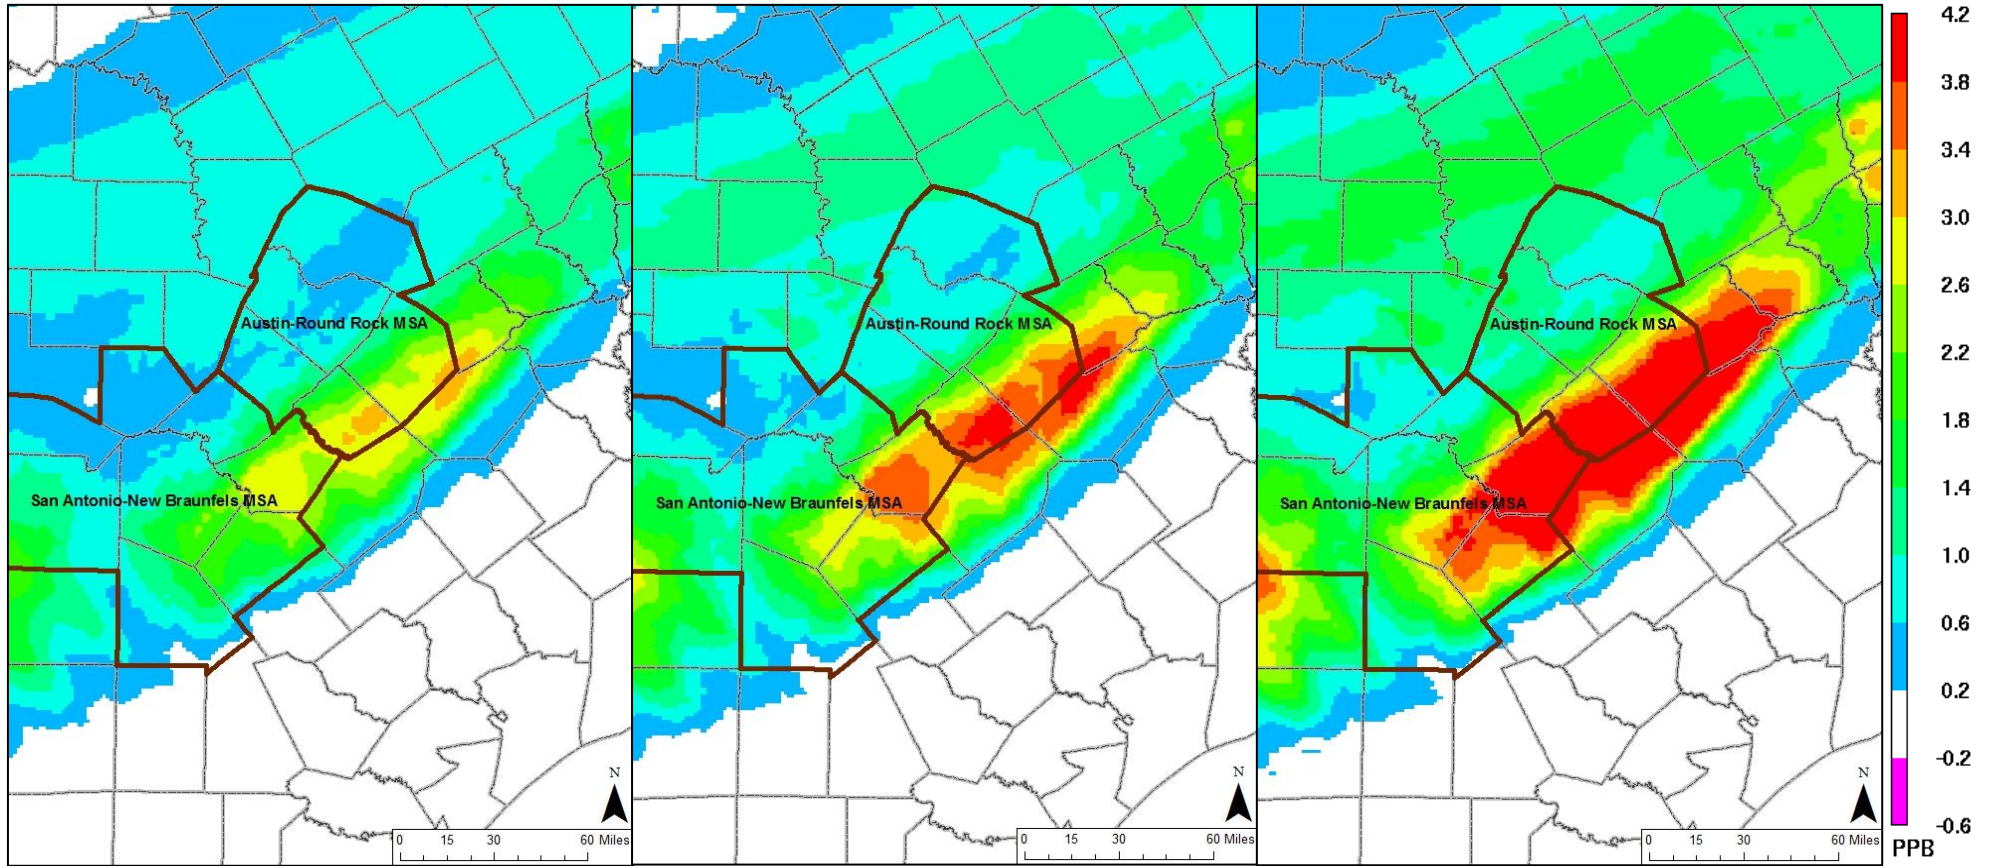 Austin-Round Rock MSA
San Antonio-New Braunfels MSA
N
0 15 30 60 Miles
Austin-Round Rock MSA
San Antonio-New Braunfels MSA
N
0 15 30 60 Miles
Austin-Round Rock MSA
San Antonio-New Braunfels MSA
N
0 15 30 60 Miles
4.2
3.8
3.4
3.0
2.6
2.2
1.8
1.4
1.0
0.6
0.2
-0.2
-0.6
PPB